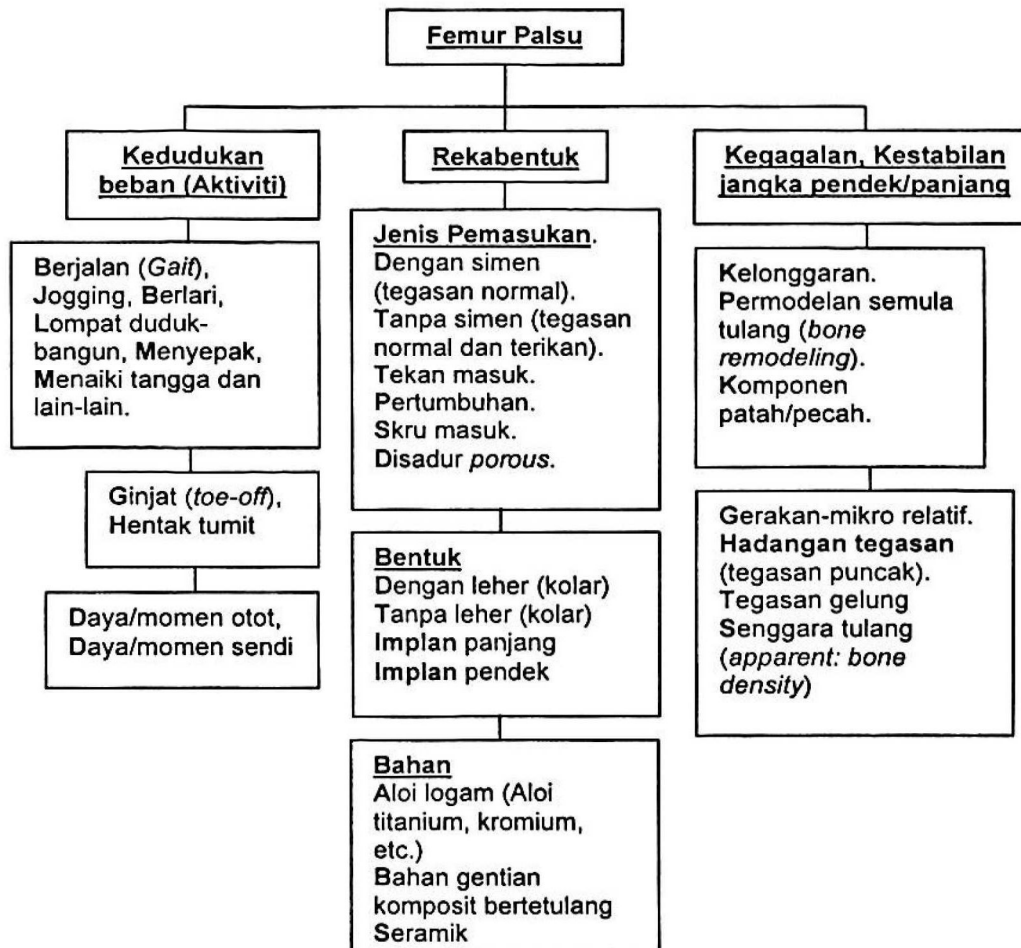 Femur Palsu
Kedudukan
beban (Aktiviti)
Berjalan (Gait),
Jogging, Berlari,
Lompat duduk-
bangun, Menyepak,
Menaiki tangga dan
lain-lain.
Ginjat (toe-off),
Hentak tumit
Daya/momen otot,
Daya/momen sendi
Rekabentuk
Jenis Pemasukan.
Dengan simen
(tegasan normal).
Tanpa simen (tegasan
normal dan terikan).
Tekan masuk.
Pertumbuhan.
Skru masuk.
Disadur porous.
Bentuk
Dengan leher (kolar)
Tanpa leher (kolar)
Implan panjang
Implan pendek
Bahan
Aloi logam (Aloi
titanium, kromium,
etc.)
Bahan gentian
komposit bertetulang
Seramik
Kegagalan, Kestabilan
jangka pendek/panjang
Kelonggaran.
Permodelan semula
tulang (bone
remodeling).
Komponen
patah/pecah.
Gerakan-mikro relatif.
Hadangan tegasan
(tegasan puncak).
Tegasan gelung
Senggara tulang
(apparent: bone
density)